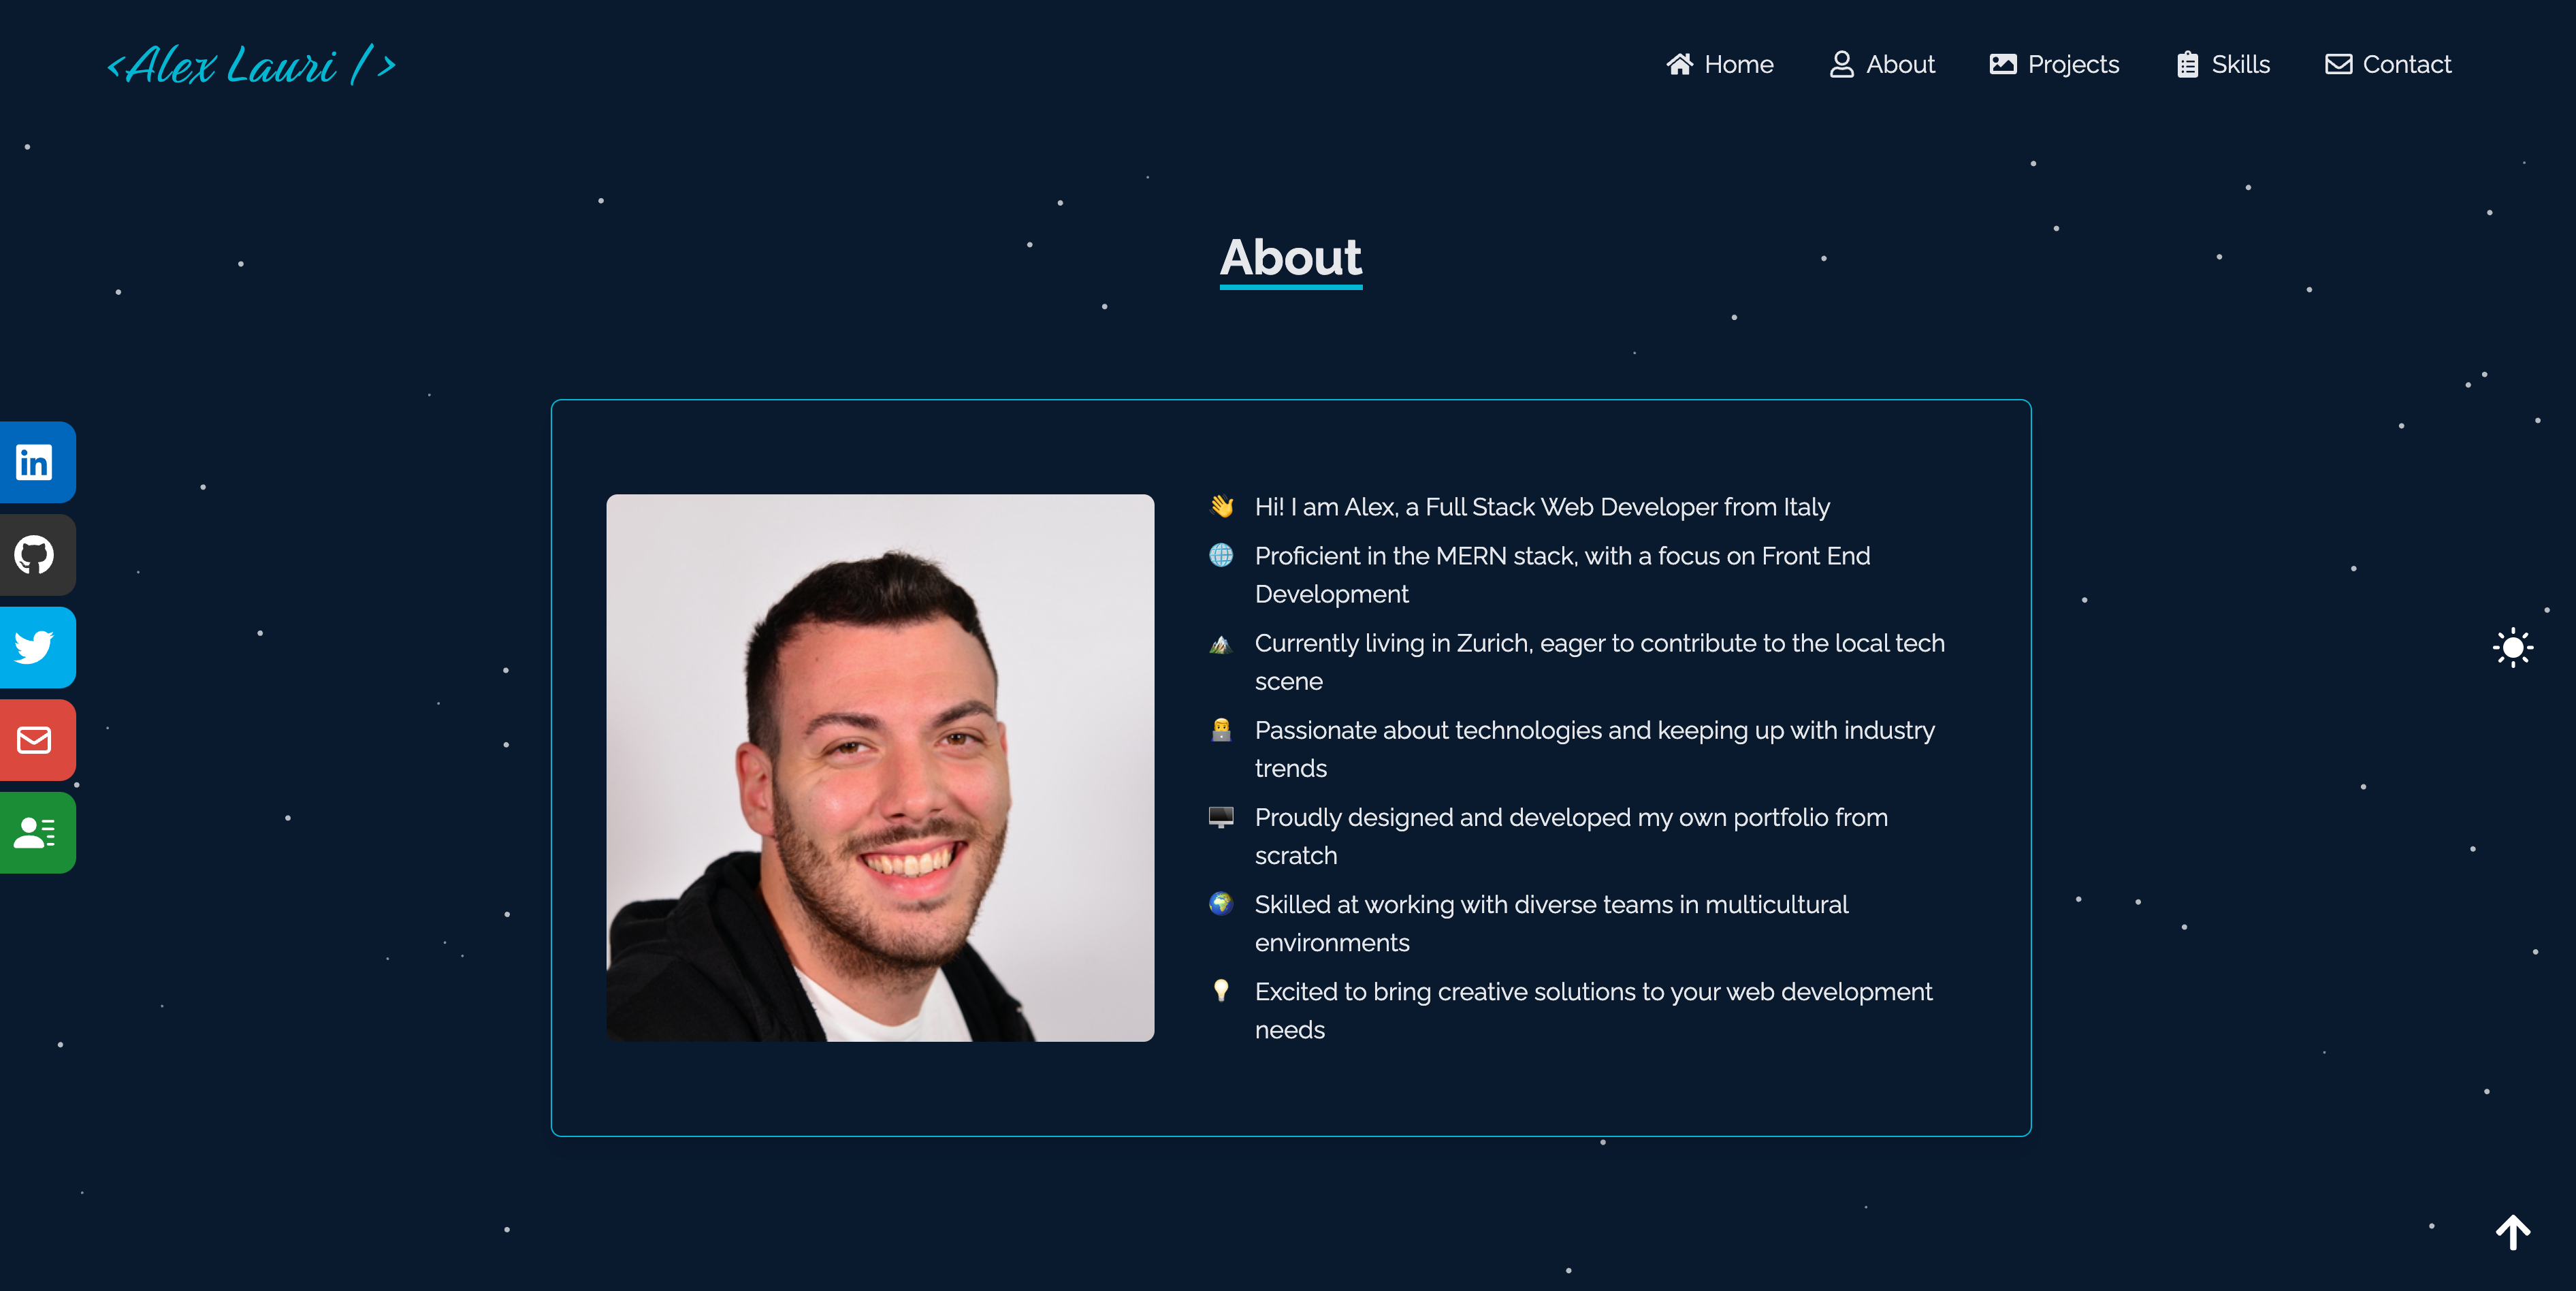 <Alex Lauri />
Home About Projects Skills Contact
About
in
👋 Hi! I am Alex, a Full Stack Web Developer from Italy
🌐 Proficient in the MERN stack, with a focus on Front End
Development
🏔️ Currently living in Zurich, eager to contribute to the local tech
scene
👨‍💻 Passionate about technologies and keeping up with industry
trends
🖥️ Proudly designed and developed my own portfolio from
scratch
🌍 Skilled at working with diverse teams in multicultural
environments
💡 Excited to bring creative solutions to your web development
needs